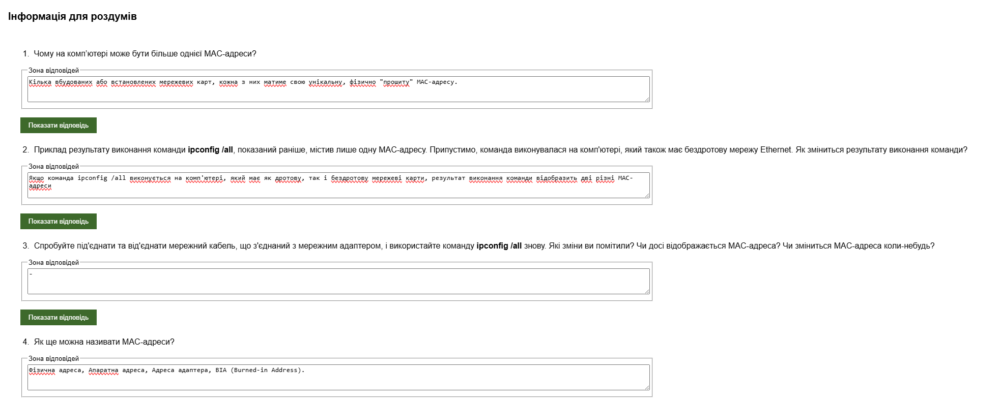 Інформація для роздумів
1. Чому на комп’ютері може бути більше однієї MAC-адреси?
Зона відповідей
Кілька вбудованих або встановлених мережевих карт, кожна з них матиме свою унікальну, фізично "прошиту" MAC-адресу.
Показати відповідь
2. Приклад результату виконання команди ipconfig /all, показаний раніше, містив лише одну MAC-адресу. Припустимо, команда виконувалася на комп'ютері, який також має бездротову мережу Ethernet. Як зміниться результату виконання команди?
Зона відповідей
Якщо команда ipconfig /all виконується на комп'ютері, який має як дротову, так і бездротову мережеві карти, результат виконання команди відобразить дві різні MAC-
адреси
Показати відповідь
3. Спробуйте під'єднати та від'єднати мережний кабель, що з'єднаний з мережним адаптером, і використайте команду ipconfig /all знову. Які зміни ви помітили? Чи досі відображається MAC-адреса? Чи зміниться MAC-адреса коли-небудь?
Зона відповідей
-
Показати відповідь
4. Як ще можна називати MAC-адреси?
Зона відповідей
Фізична адреса, Апаратна адреса, Адреса адаптера, BIA (Burned-in Address).